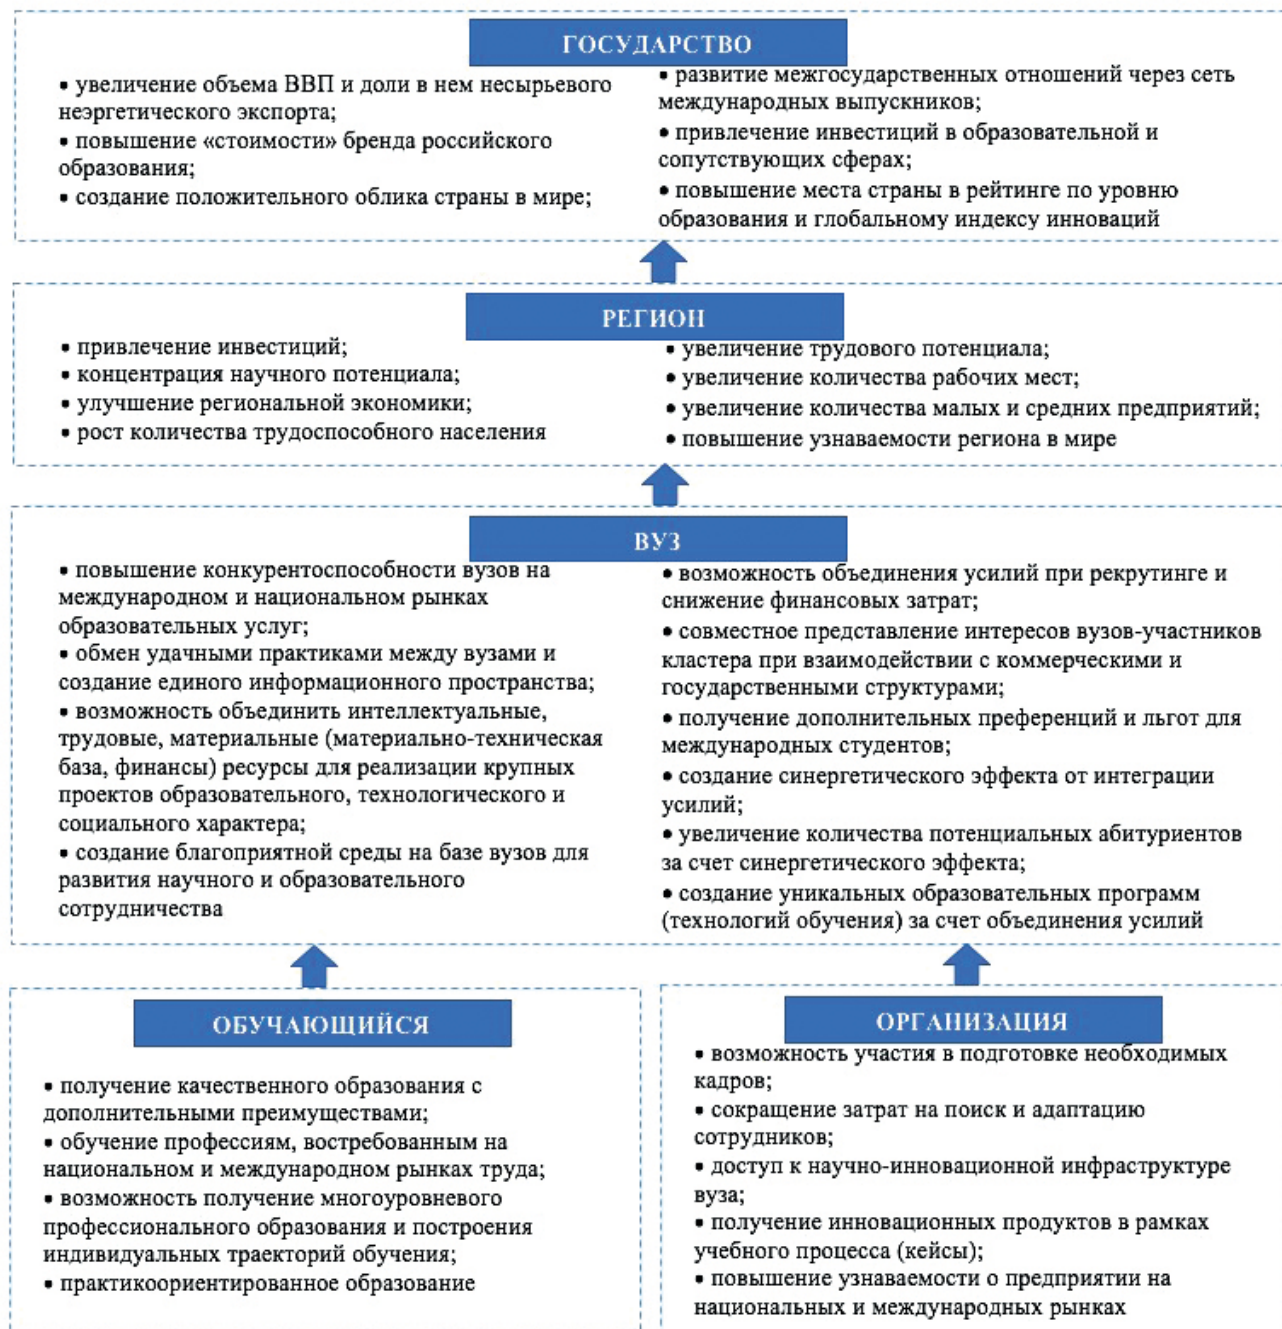 ГОСУДАРСТВО
• увеличение объема ВВП и доли в нем несырьевого
неэргетического экспорта;
• повышение «стоимости» бренда российского
образования;
• создание положительного облика страны в мире;
• развитие межгосударственных отношений через сеть
международных выпускников;
• привлечение инвестиций в образовательной и
сопутствующих сферах;
• повышение места страны в рейтинге по уровню
образования и глобальному индексу инноваций
РЕГИОН
• привлечение инвестиций;
• концентрация научного потенциала;
• улучшение региональной экономики;
• рост количества трудоспособного населения
• увеличение трудового потенциала;
• увеличение количества рабочих мест;
• увеличение количества малых и средних предприятий;
• повышение узнаваемости региона в мире
ВУЗ
• повышение конкурентоспособности вузов на
международном и национальном рынках
образовательных услуг;
• обмен удачными практиками между вузами и
создание единого информационного пространства;
• возможность объединить интеллектуальные,
трудовые, материальные (материально-техническая
база, финансы) ресурсы для реализации крупных
проектов образовательного, технологического и
социального характера;
• создание благоприятной среды на базе вузов для
развития научного и образовательного
сотрудничества
• возможность объединения усилий при рекрутинге и
снижение финансовых затрат;
• совместное представление интересов вузов-участников
кластера при взаимодействии с коммерческими и
государственными структурами;
• получение дополнительных преференций и льгот для
международных студентов;
• создание синергетического эффекта от интеграции
усилий;
• увеличение количества потенциальных абитуриентов
за счет синергетического эффекта;
• создание уникальных образовательных программ
(технологий обучения) за счет объединения усилий
ОБУЧАЮЩИЙСЯ
• получение качественного образования с
дополнительными преимуществами;
• обучение профессиям, востребованным на
национальном и международном рынках труда;
• возможность получение многоуровневого
профессионального образования и построения
индивидуальных траекторий обучения;
• практикоориентированное образование
ОРГАНИЗАЦИЯ
• возможность участия в подготовке необходимых
кадров;
• сокращение затрат на поиск и адаптацию
сотрудников;
• доступ к научно-инновационной инфраструктуре
вуза;
• получение инновационных продуктов в рамках
учебного процесса (кейсы);
• повышение узнаваемости о предприятии на
национальных и международных рынках